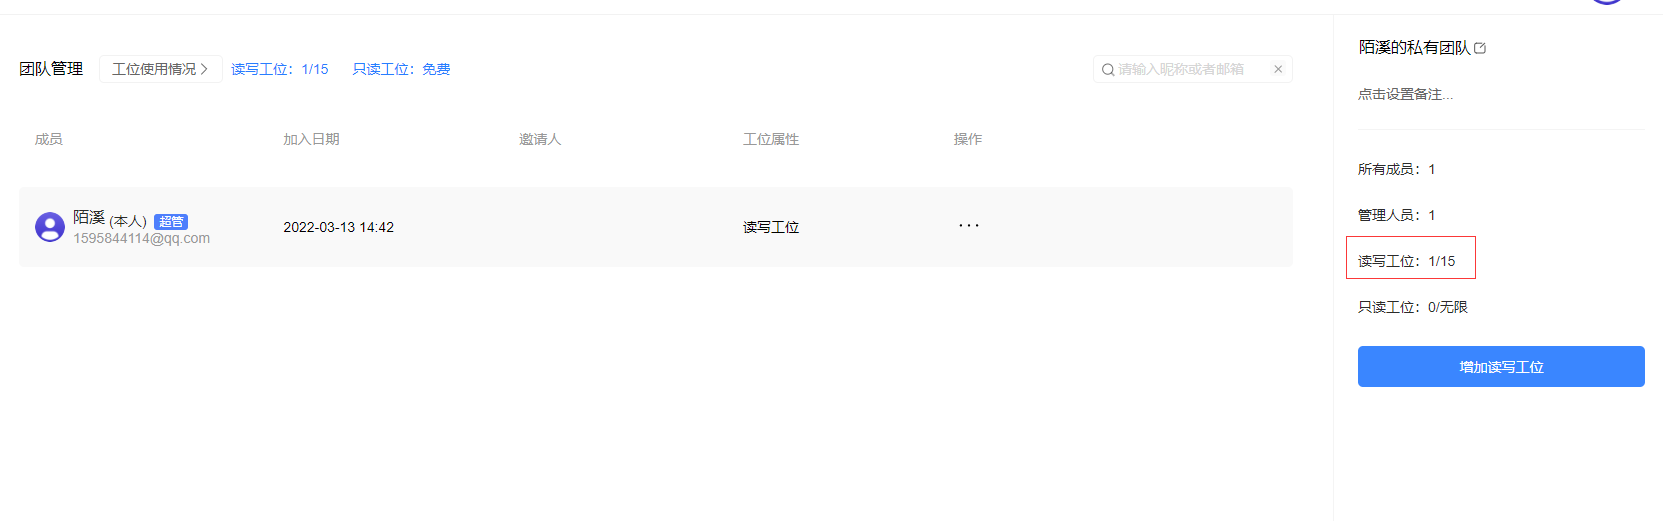 团队管理 工位使用情况 读写工位：1/15 只读工位：免费 请输入昵称或者邮箱
成员 加入日期 邀请人 工位属性 操作
陌溪 (本人) 超管 2022-03-13 14:42 读写工位 ···
1595844114@qq.com
陌溪的私有团队
点击设置备注...
所有成员：1
管理人员：1
读写工位：1/15
只读工位：0/无限
增加读写工位